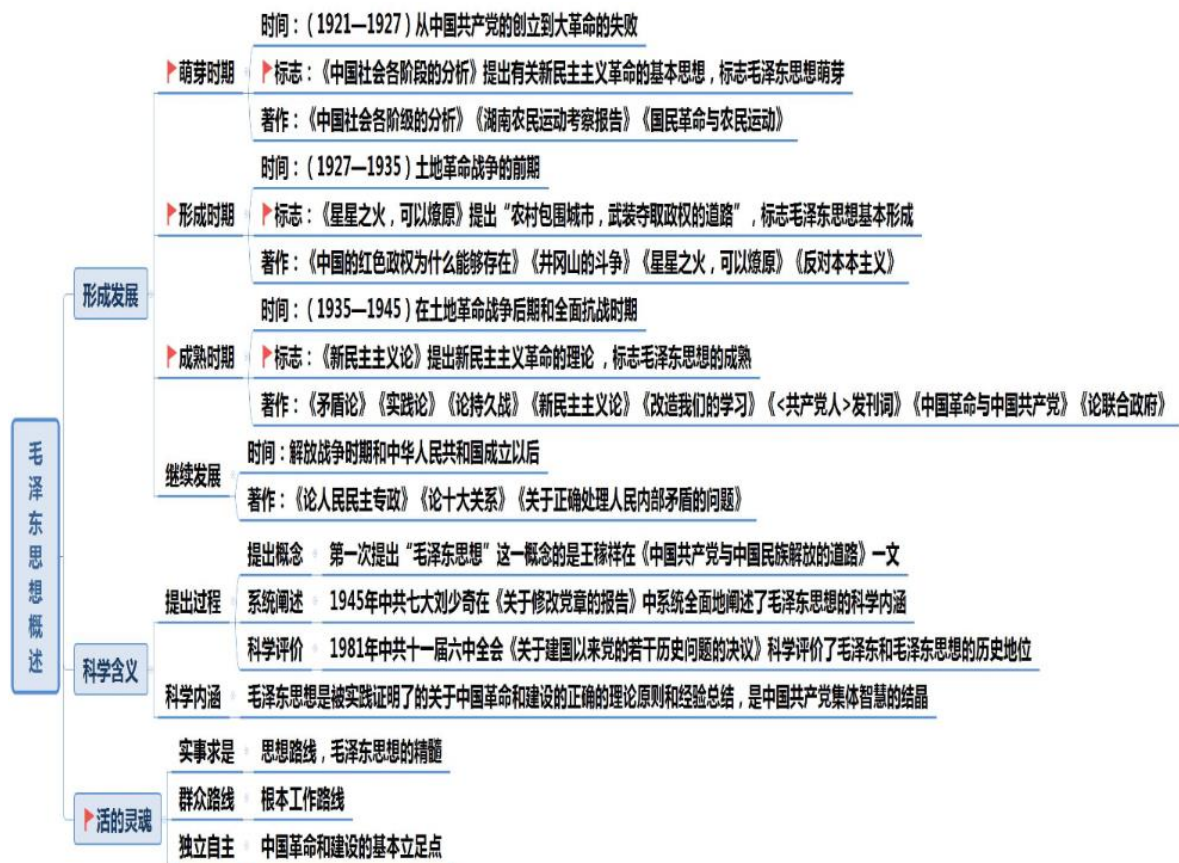 毛泽东思想概述
形成发展
萌芽时期
时间：（1921—1927）从中国共产党的创立到大革命的失败
标志：《中国社会各阶段的分析》提出有关新民主主义革命的基本思想，标志毛泽东思想萌芽
著作：《中国社会各阶级的分析》《湖南农民运动考察报告》《国民革命与农民运动》
形成时期
时间：（1927—1935）土地革命战争的前期
标志：《星星之火，可以燎原》提出“农村包围城市，武装夺取政权的道路”，标志毛泽东思想基本形成
著作：《中国的红色政权为什么能够存在》《井冈山的斗争》《星星之火，可以燎原》《反对本本主义》
成熟时期
时间：（1935—1945）在土地革命战争后期和全面抗战时期
标志：《新民主主义论》提出新民主主义革命的理论 ，标志毛泽东思想的成熟
著作：《矛盾论》《实践论》《论持久战》《新民主主义论》《改造我们的学习》《<共产党人>发刊词》《中国革命与中国共产党》《论联合政府》
继续发展
时间：解放战争时期和中华人民共和国成立以后
著作：《论人民民主专政》《论十大关系》《关于正确处理人民内部矛盾的问题》
科学含义
提出过程
提出概念 第一次提出“毛泽东思想”这一概念的是王稼祥在《中国共产党与中国民族解放的道路》一文
系统阐述 1945年中共七大刘少奇在《关于修改党章的报告》中系统全面地阐述了毛泽东思想的科学内涵
科学评价 1981年中共十一届六中全会《关于建国以来党的若干历史问题的决议》科学评价了毛泽东和毛泽东思想的历史地位
科学内涵 毛泽东思想是被实践证明了的关于中国革命和建设的正确的理论原则和经验总结，是中国共产党集体智慧的结晶
活的灵魂
实事求是 思想路线，毛泽东思想的精髓
群众路线 根本工作路线
独立自主 中国革命和建设的基本立足点